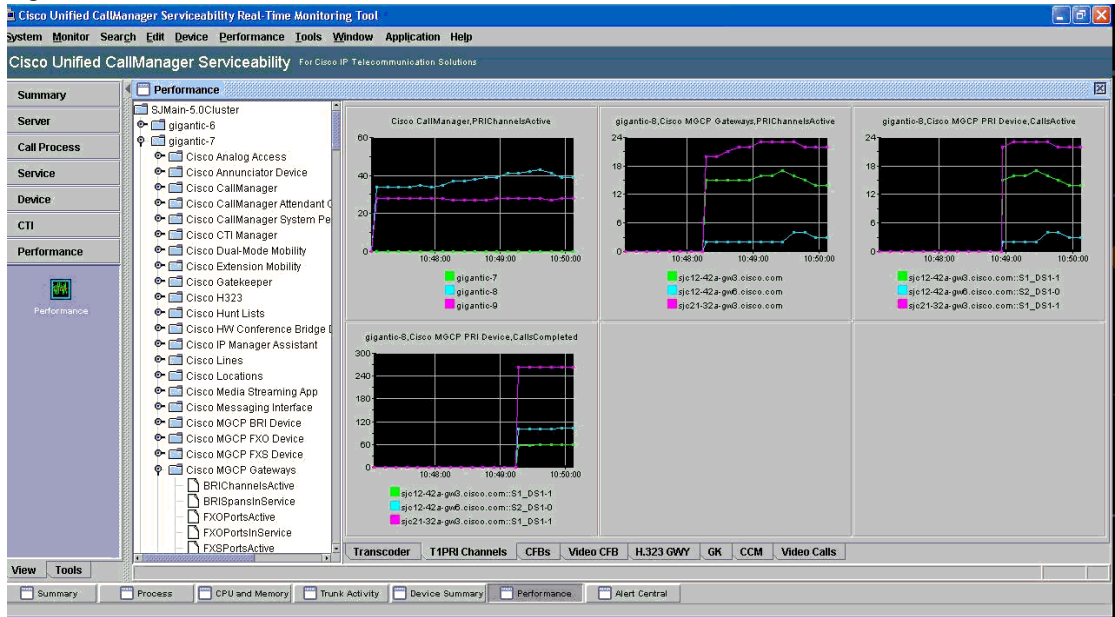 Cisco Unified CallManager Serviceability Real-Time Monitoring Tool
System Monitor Search Edit Device Performance Tools Window Application Help
Cisco Unified CallManager Serviceability For Cisco IP Telecommunication Solutions
Summary
Server
Call Process
Service
Device
CTI
Performance
Performance
View Tools
Performance
SJMain-5.0Cluster
gigantic-6
gigantic-7
Cisco Analog Access
Cisco Annunciator Device
Cisco CallManager
Cisco CallManager Attendant C
Cisco CallManager System Pe
Cisco CTI Manager
Cisco Dual-Mode Mobility
Cisco Extension Mobility
Cisco Gatekeeper
Cisco H323
Cisco Hunt Lists
Cisco HW Conference Bridge D
Cisco IP Manager Assistant
Cisco Lines
Cisco Locations
Cisco Media Streaming App
Cisco Messaging Interface
Cisco MGCP BRI Device
Cisco MGCP FXO Device
Cisco MGCP FXS Device
Cisco MGCP Gateways
BRIChannelsActive
BRISpansInService
FXOPortsActive
FXOPortsInService
FXSPortsActive
Cisco CallManager,PRIChannelsActive
60
40
20
0
10:48:00 10:49:00 10:50:00
gigantic-7
gigantic-8
gigantic-9
gigantic-8,Cisco MGCP Gateways,PRIChannelsActive
24
18
12
6
0
10:48:00 10:49:00 10:50:00
sjc12-42a-gw3.cisco.com
sjc12-42a-gw6.cisco.com
sjc21-32a-gw3.cisco.com
gigantic-8,Cisco MGCP PRI Device,CallsActive
24
18
12
6
0
10:48:00 10:49:00 10:50:00
sjc12-42a-gw3.cisco.com::S1_DS1-1
sjc12-42a-gw6.cisco.com::S2_DS1-0
sjc21-32a-gw3.cisco.com::S1_DS1-1
gigantic-8,Cisco MGCP PRI Device,CallsCompleted
300
240
180
120
60
0
10:48:00 10:49:00 10:50:00
sjc12-42a-gw3.cisco.com::S1_DS1-1
sjc12-42a-gw6.cisco.com::S2_DS1-0
sjc21-32a-gw3.cisco.com::S1_DS1-1
Transcoder T1PRI Channels CFBs Video CFB H.323 GWY GK CCM Video Calls
Summary Process CPU and Memory Trunk Activity Device Summary Performance Alert Central